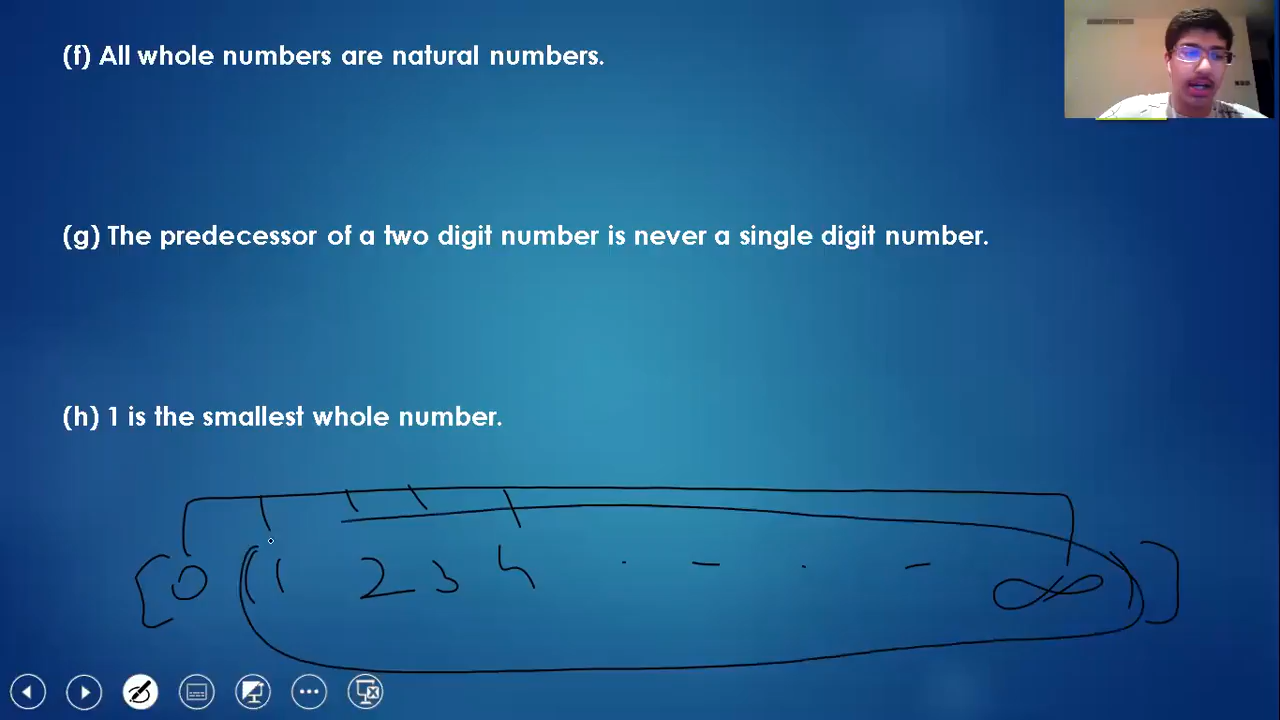 (f) All whole numbers are natural numbers.
(g) The predecessor of a two digit number is never a single digit number.
(h) 1 is the smallest whole number.
[0 (1 2 3 4 . - . - ∞)]